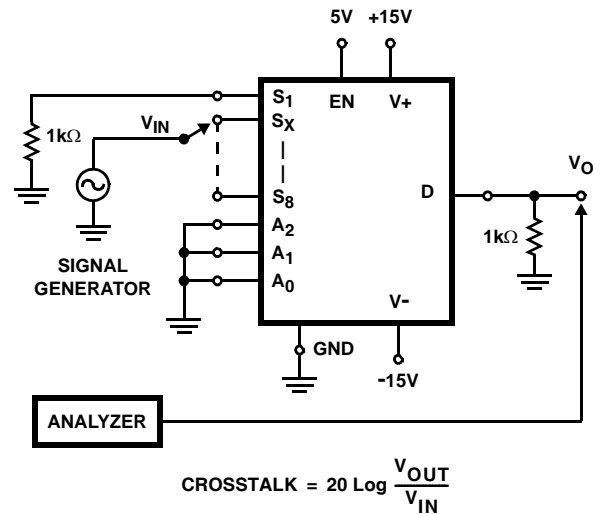 5V +15V
S1
EN V+
VIN
SX
1kΩ
S8
D
VO
A2
A1
A0
1kΩ
SIGNAL
GENERATOR
V-
GND
-15V
ANALYZER
CROSSTALK = 20 Log VOUT
VIN